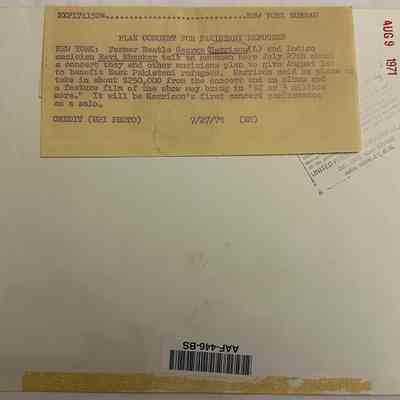 NXP1713524.......................NEW YORK BUREAU
PLAN CONCERT FOR PAKISTANI REFUGEES
NEW YORK: Former Beatle George Harrison(L) and Indian
musician Ravi Shankar talk to newsmen here July 27th about
a concert they and other musicians plan to give August 1st
to benefit East Pakistani refugees. Harrison said he plans to
take in about $250,000 from the concert and an album and
a feature film of the show may bring in "$2 or 3 million
more." It will be Harrison's first concert performance
as a solo.
CREDIT (UPI PHOTO) 7/27/71
AUG 9 1971
UNITED
AAF-446-BS